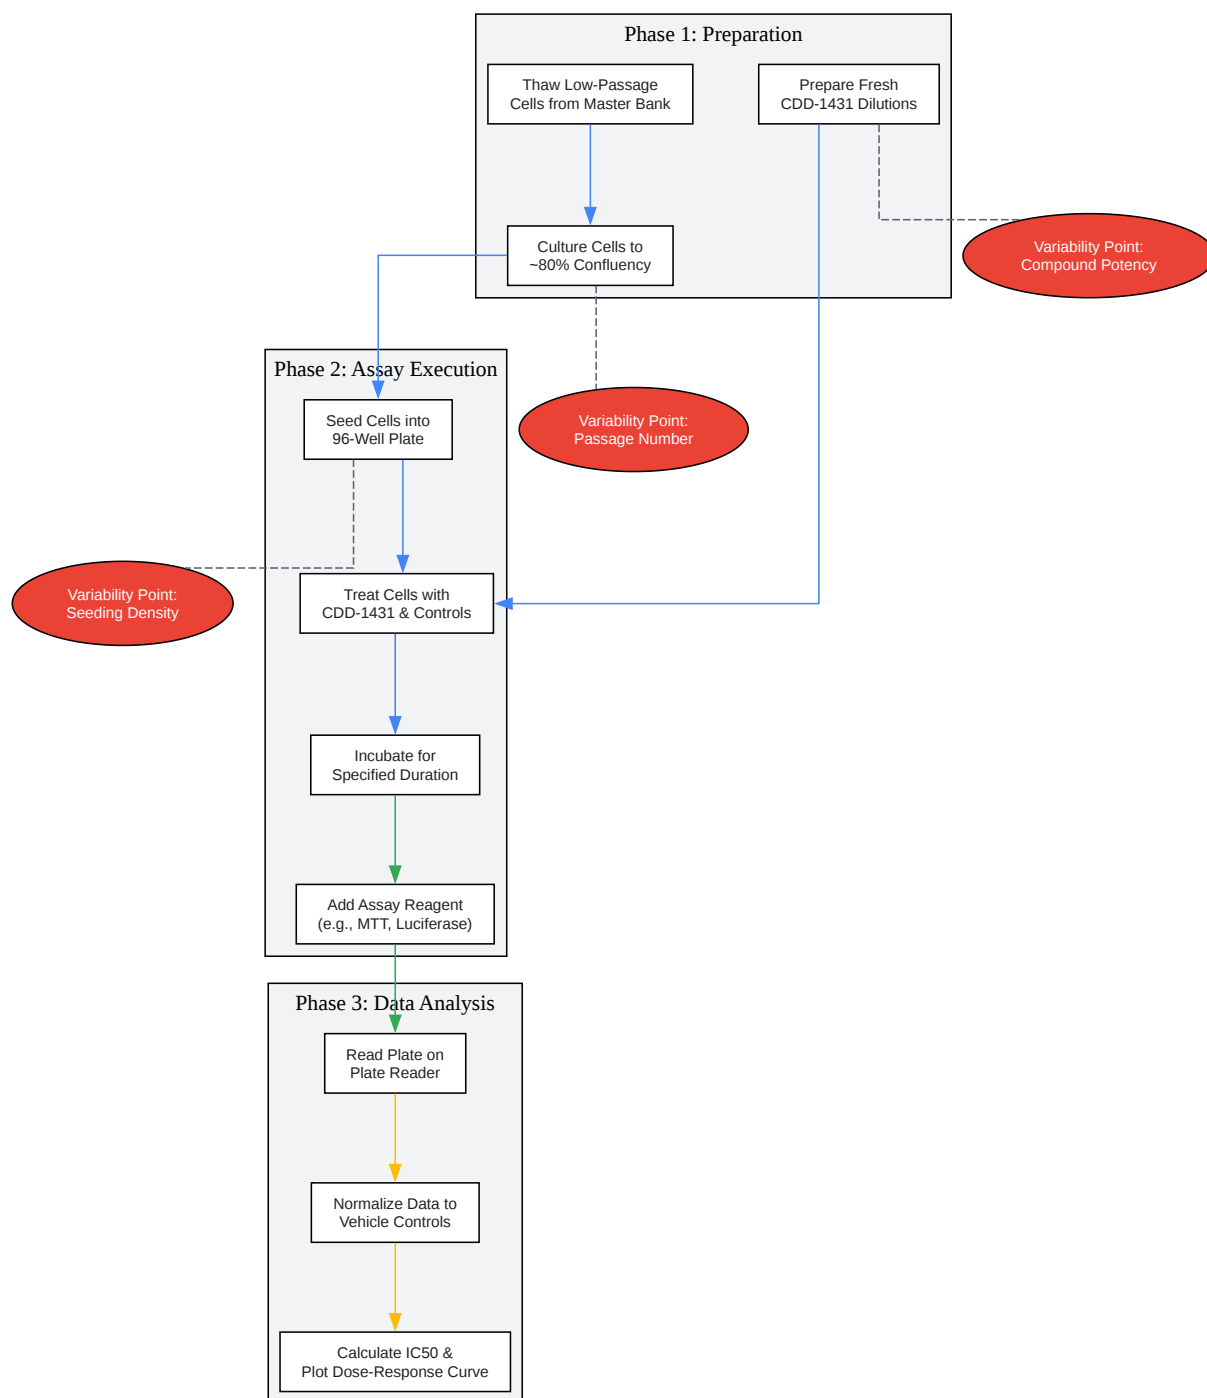 Phase 1: Preparation
Thaw Low-Passage
Cells from Master Bank
Prepare Fresh
CDD-1431 Dilutions
Culture Cells to
~80% Confluency
Variability Point:
Compound Potency
Phase 2: Assay Execution
Seed Cells into
96-Well Plate
Variability Point:
Passage Number
Variability Point:
Seeding Density
Treat Cells with
CDD-1431 & Controls
Incubate for
Specified Duration
Add Assay Reagent
(e.g., MTT, Luciferase)
Phase 3: Data Analysis
Read Plate on
Plate Reader
Normalize Data to
Vehicle Controls
Calculate IC50 &
Plot Dose-Response Curve